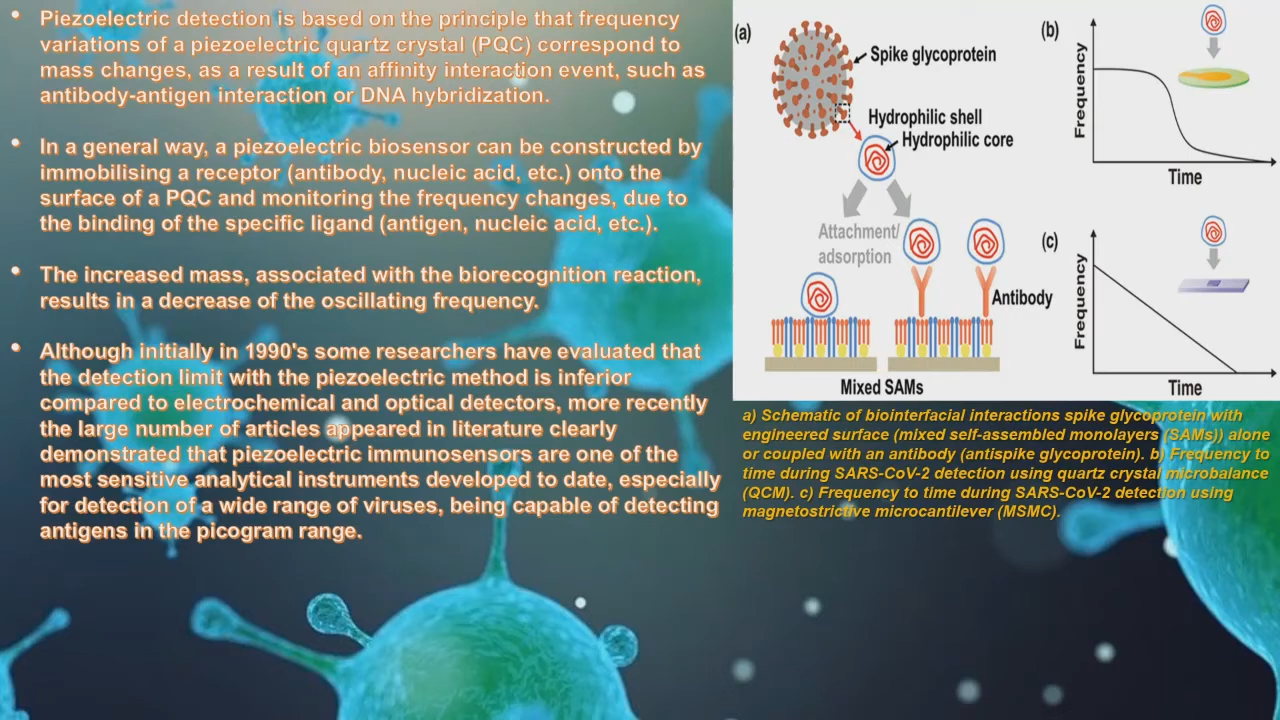 • Piezoelectric detection is based on the principle that frequency
variations of a piezoelectric quartz crystal (PQC) correspond to
mass changes, as a result of an affinity interaction event, such as
antibody-antigen interaction or DNA hybridization.
• In a general way, a piezoelectric biosensor can be constructed by
immobilising a receptor (antibody, nucleic acid, etc.) onto the
surface of a PQC and monitoring the frequency changes, due to
the binding of the specific ligand (antigen, nucleic acid, etc.).
• The increased mass, associated with the biorecognition reaction,
results in a decrease of the oscillating frequency.
• Although initially in 1990's some researchers have evaluated that
the detection limit with the piezoelectric method is inferior
compared to electrochemical and optical detectors, more recently
the large number of articles appeared in literature clearly
demonstrated that piezoelectric immunosensors are one of the
most sensitive analytical instruments developed to date, especially
for detection of a wide range of viruses, being capable of detecting
antigens in the picogram range.
(a)
Spike glycoprotein
Hydrophilic shell
Hydrophilic core
Attachment/
adsorption
Antibody
Mixed SAMs
(b)
Frequency
Time
(c)
Frequency
Time
a) Schematic of biointerfacial interactions spike glycoprotein with
engineered surface (mixed self-assembled monolayers (SAMs)) alone
or coupled with an antibody (antispike glycoprotein). b) Frequency to
time during SARS-CoV-2 detection using quartz crystal microbalance
(QCM). c) Frequency to time during SARS-CoV-2 detection using
magnetostrictive microcantilever (MSMC).